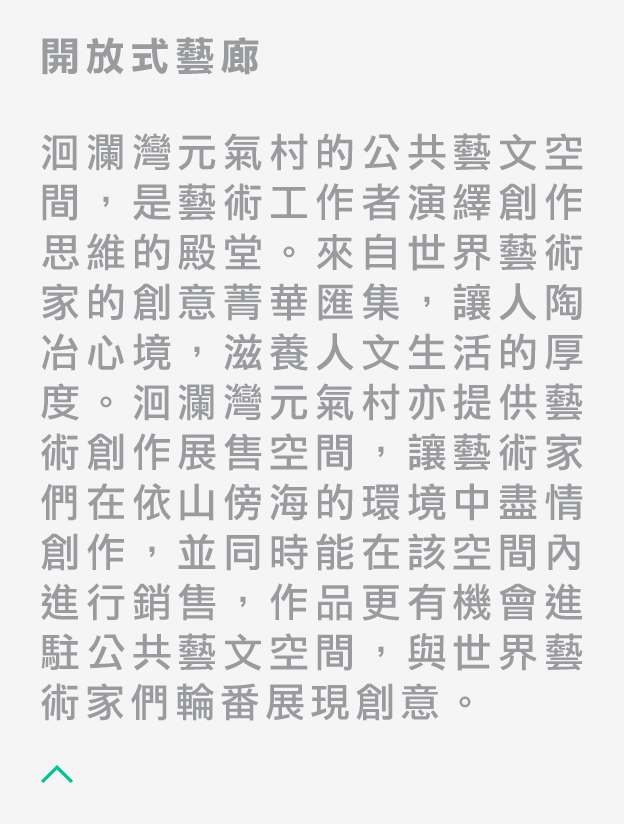 開放式藝廊
洄瀾灣元氣村的公共藝文空
間，是藝術工作者演繹創作
思維的殿堂。來自世界藝術
家的創意菁華匯集，讓人陶
冶心境，滋養人文生活的厚
度。洄瀾灣元氣村亦提供藝
術創作展售空間，讓藝術家
們在依山傍海的環境中盡情
創作，並同時能在該空間內
進行銷售，作品更有機會進
駐公共藝文空間，與世界藝
術家們輪番展現創意。